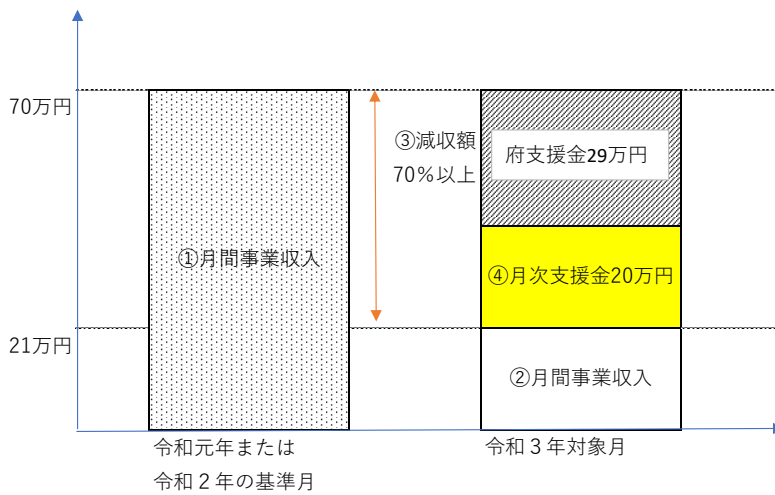 70万円
③減収額
70%以上
府支援金29万円
①月間事業収入
④月次支援金20万円
21万円
②月間事業収入
令和元年または
令和２年の基準月
令和３年対象月